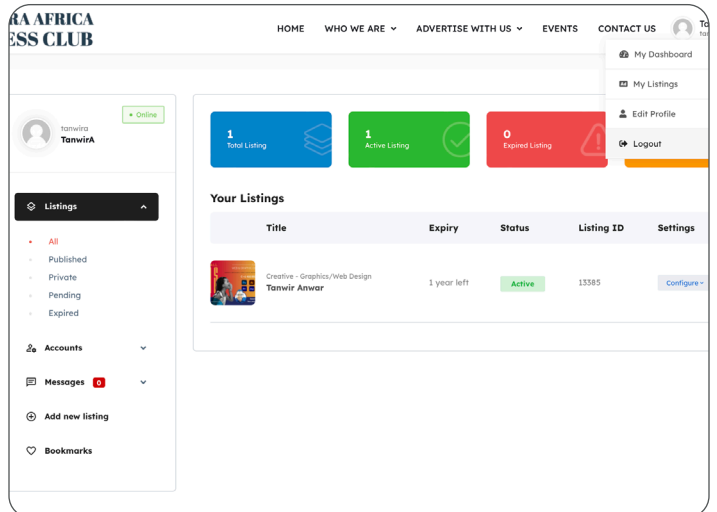 RA AFRICA
ESS CLUB
HOME WHO WE ARE ADVERTISE WITH US EVENTS CONTACT US
My Dashboard
My Listings
Edit Profile
Logout
tanwira
TanwirA
• Online
1
Total Listing
1
Active Listing
0
Expired Listing
Listings
All
Published
Private
Pending
Expired
Accounts
Messages 0
Add new listing
Bookmarks
Your Listings
Title Expiry Status Listing ID Settings
Creative - Graphics/Web Design
Tanwir Anwar
1 year left Active 13385 Configure